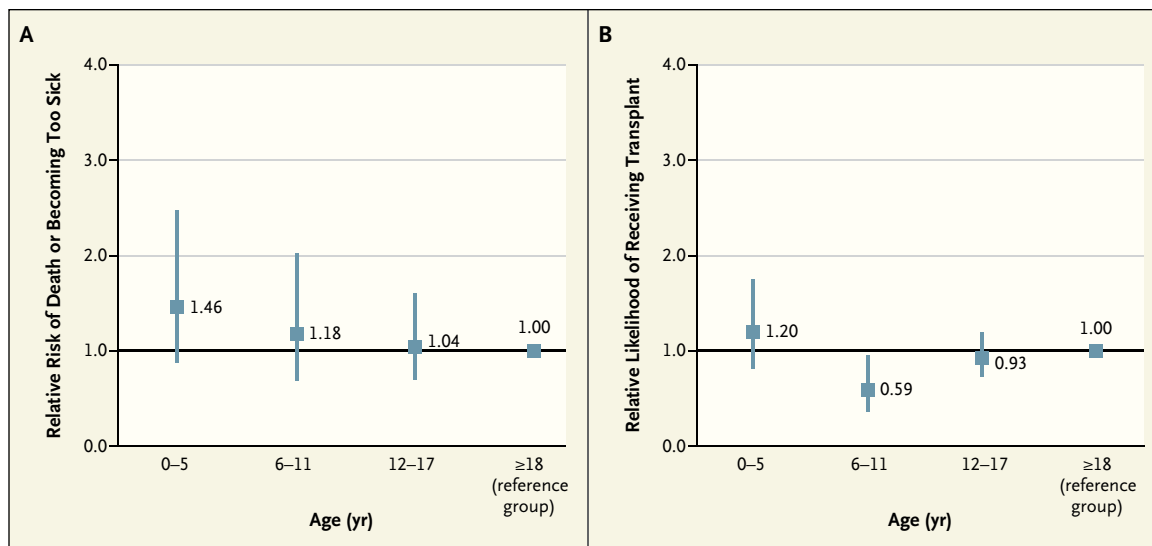 A
Relative Risk of Death or Becoming Too Sick
4.0
3.0
2.0
1.0
0.0
1.46
1.18
1.04
1.00
0–5
6–11
12–17
≥18
(reference
group)
Age (yr)
B
Relative Likelihood of Receiving Transplant
4.0
3.0
2.0
1.0
0.0
1.20
0.59
0.93
1.00
0–5
6–11
12–17
≥18
(reference
group)
Age (yr)